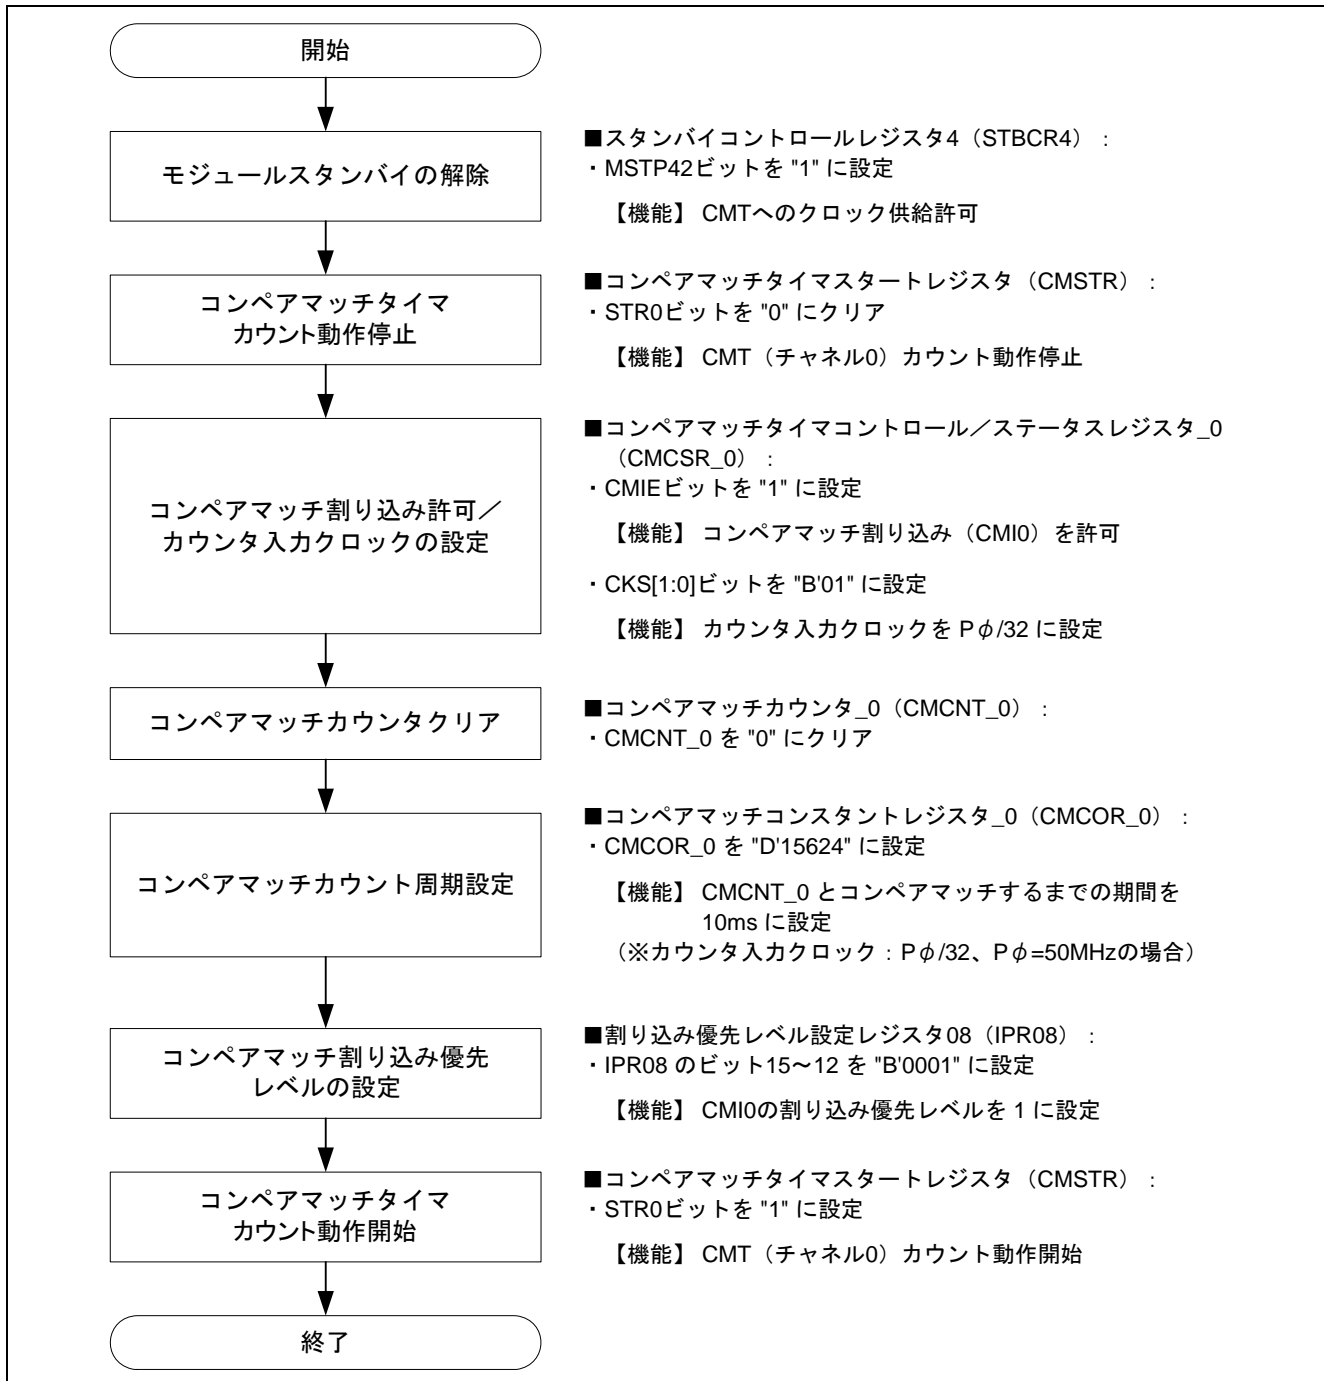 開始
モジュールスタンバイの解除
■スタンバイコントロールレジスタ4（STBCR4）：
・MSTP42ビットを "1" に設定
【機能】 CMTへのクロック供給許可
コンペアマッチタイマ
カウント動作停止
■コンペアマッチタイマスタートレジスタ（CMSTR）：
・STR0ビットを "0" にクリア
【機能】 CMT（チャネル0）カウント動作停止
コンペアマッチ割り込み許可／
カウンタ入力クロックの設定
■コンペアマッチタイマコントロール／ステータスレジスタ_0
（CMCSR_0）：
・CMIEビットを "1" に設定
【機能】 コンペアマッチ割り込み（CMI0）を許可
・CKS[1:0]ビットを "B'01" に設定
【機能】 カウンタ入力クロックを Pφ/32 に設定
コンペアマッチカウンタクリア
■コンペアマッチカウンタ_0（CMCNT_0）：
・CMCNT_0 を "0" にクリア
コンペアマッチカウント周期設定
■コンペアマッチコンスタントレジスタ_0（CMCOR_0）：
・CMCOR_0 を "D'15624" に設定
【機能】 CMCNT_0 とコンペアマッチするまでの期間を
10ms に設定
（※カウンタ入力クロック：Pφ/32、Pφ=50MHzの場合）
コンペアマッチ割り込み優先
レベルの設定
■割り込み優先レベル設定レジスタ08（IPR08）：
・IPR08 のビット15～12 を "B'0001" に設定
【機能】 CMI0の割り込み優先レベルを 1 に設定
コンペアマッチタイマ
カウント動作開始
■コンペアマッチタイマスタートレジスタ（CMSTR）：
・STR0ビットを "1" に設定
【機能】 CMT（チャネル0）カウント動作開始
終了